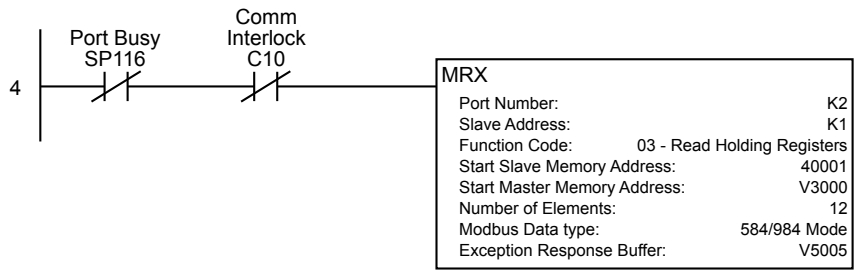 Port Busy
SP116
Comm
Interlock
C10
4
MRX
Port Number: K2
Slave Address: K1
Function Code: 03 - Read Holding Registers
Start Slave Memory Address: 40001
Start Master Memory Address: V3000
Number of Elements: 12
Modbus Data type: 584/984 Mode
Exception Response Buffer: V5005